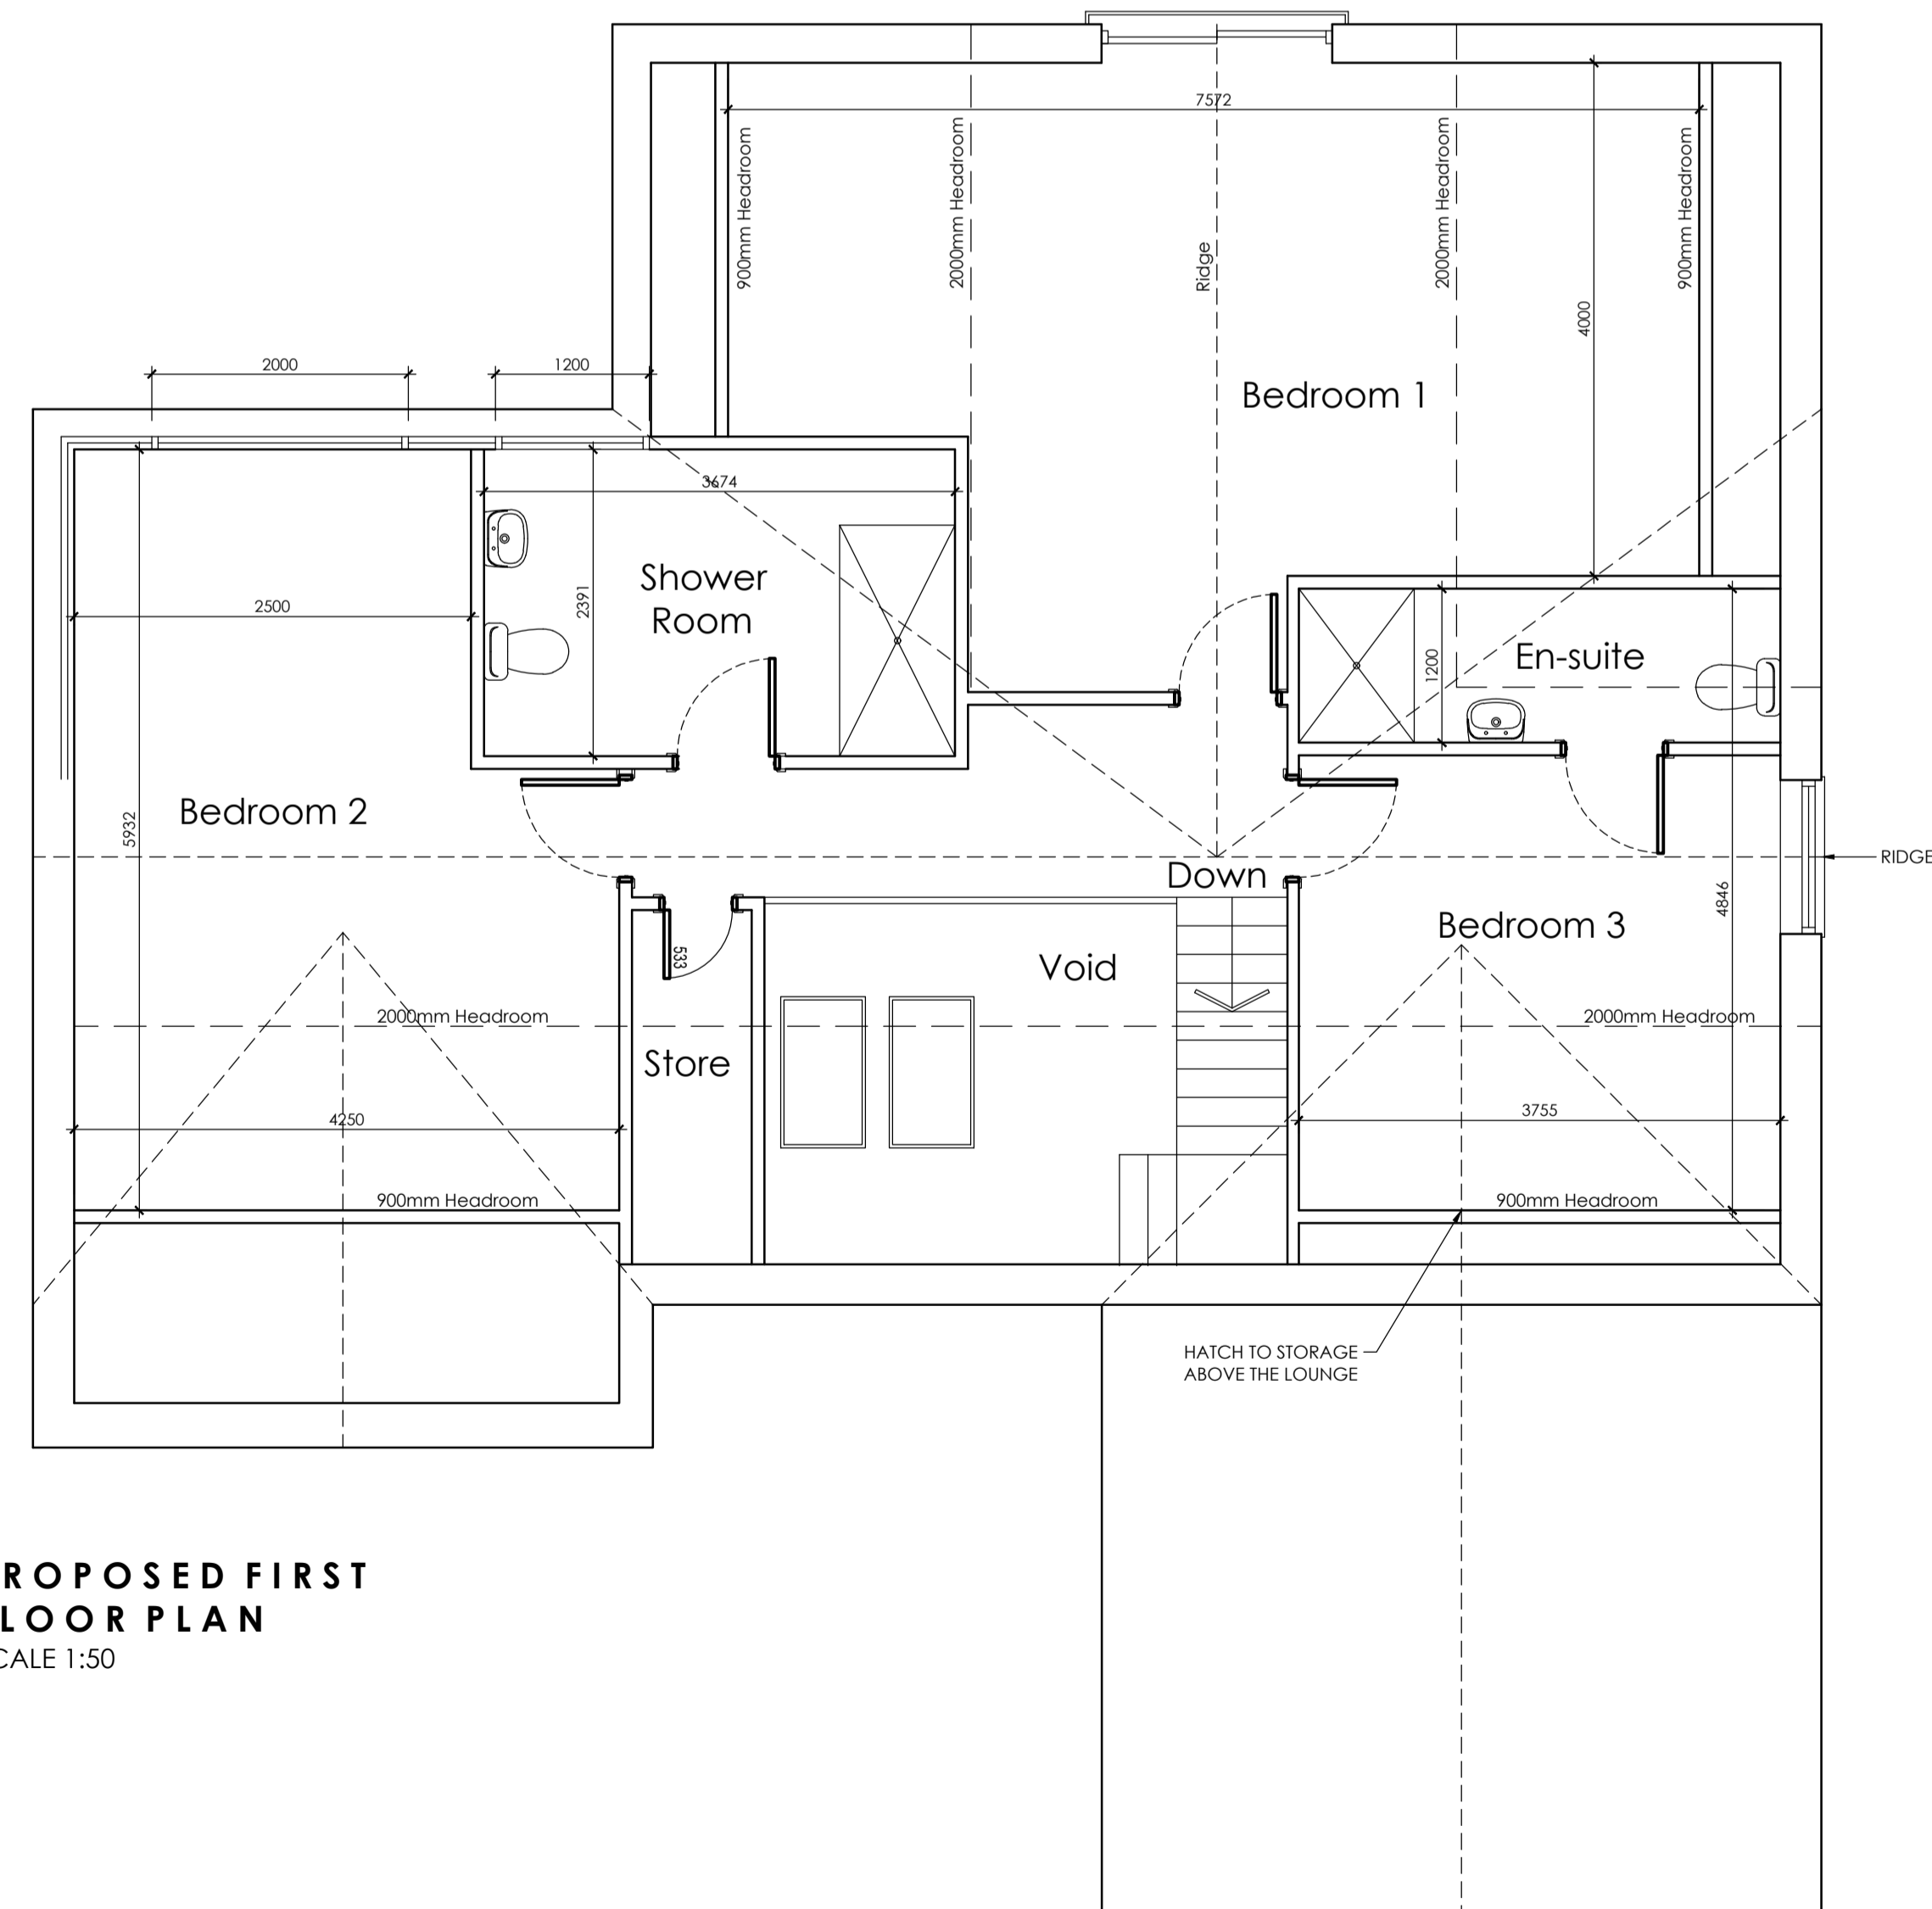 7572
900mm Headroom
2000mm Headroom
Ridge
2000mm Headroom
900mm Headroom
4000
2000
1200
Bedroom 1
3674
Shower
Room
2391
2500
1200
En-suite
Bedroom 2
5932
RIDGE
Down
4846
Bedroom 3
533
Void
2000mm Headroom
2000mm Headroom
Store
4250
3755
900mm Headroom
900mm Headroom
HATCH TO STORAGE
ABOVE THE LOUNGE
ROPOSED FIRST
LOOR PLAN
CALE 1:50